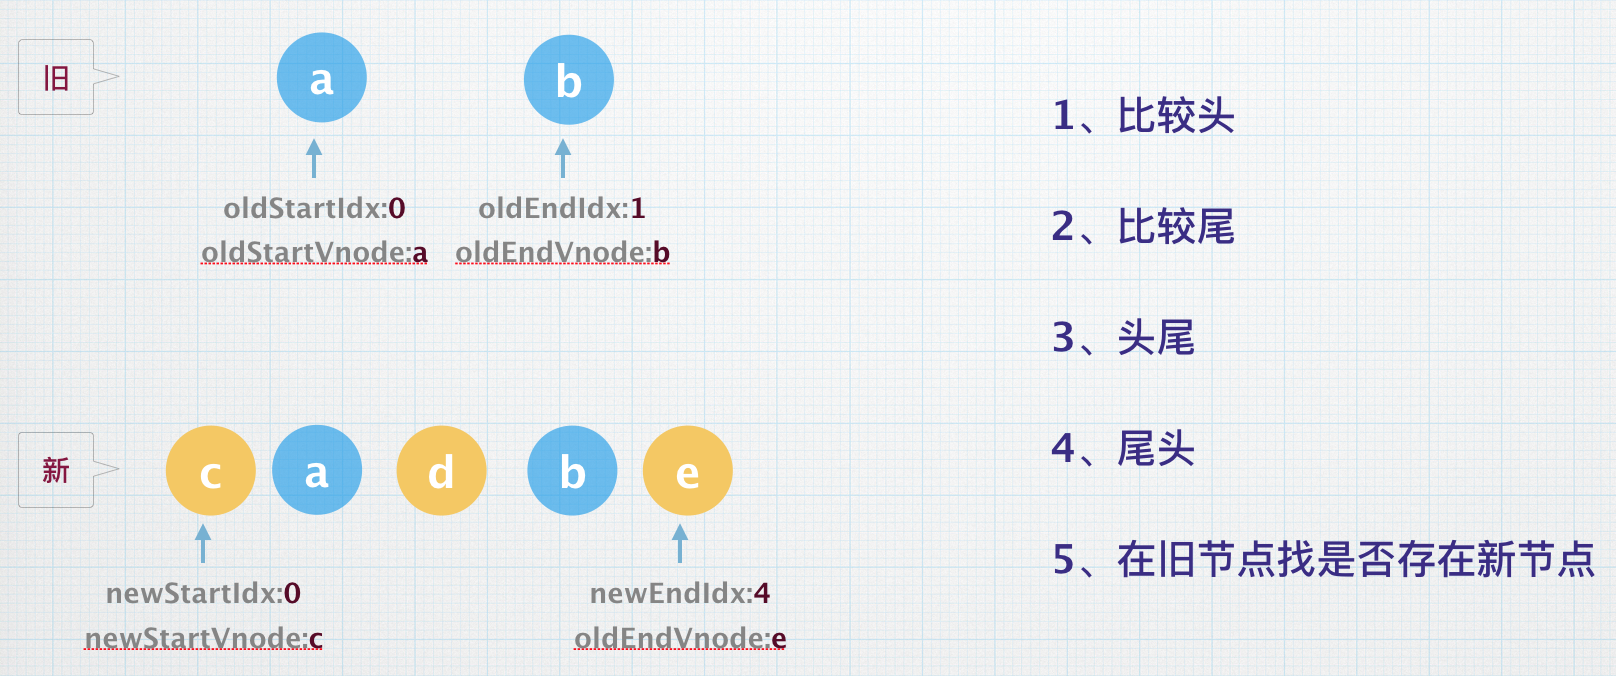 旧
a
b
oldStartIdx:0
oldEndIdx:1
oldStartVnode:a
oldEndVnode:b
新
c
a
d
b
e
newStartIdx:0
newEndIdx:4
newStartVnode:c
oldEndVnode:e
1、比较头
2、比较尾
3、头尾
4、尾头
5、在旧节点找是否存在新节点